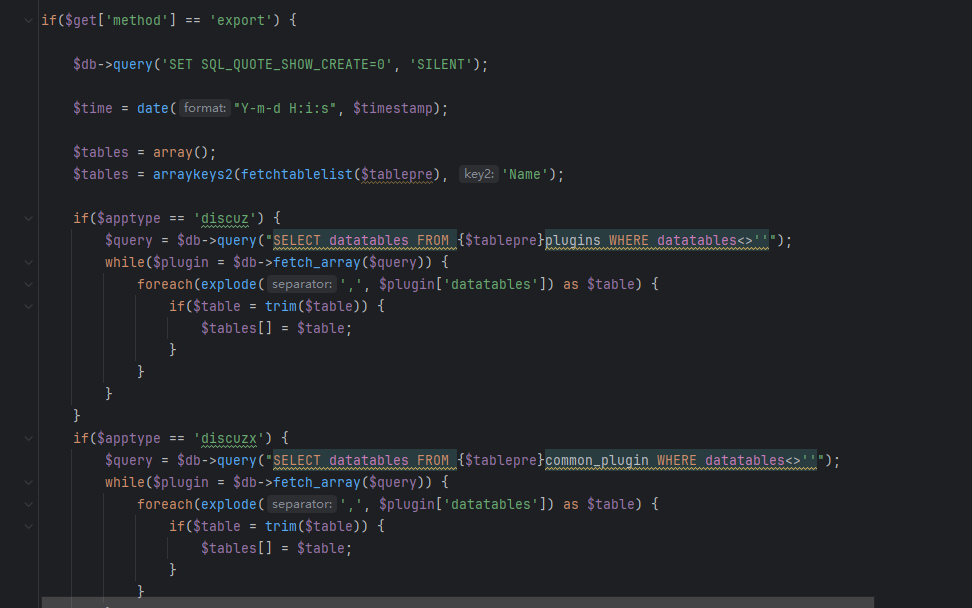 if($get['method'] == 'export') {
$db->query('SET SQL_QUOTE_SHOW_CREATE=0', 'SILENT');
$time = date( format: "Y-m-d H:i:s", $timestamp);
$tables = array();
$tables = arraykeys2(fetchtablelist($tablepre), key2: 'Name');
if($apptype == 'discuz') {
$query = $db->query("SELECT datatables FROM {$tablepre}plugins WHERE datatables<>''");
while($plugin = $db->fetch_array($query)) {
foreach(explode( separator: ',', $plugin['datatables']) as $table) {
if($table = trim($table)) {
$tables[] = $table;
}
}
}
}
if($apptype == 'discuzx') {
$query = $db->query("SELECT datatables FROM {$tablepre}common_plugin WHERE datatables<>''");
while($plugin = $db->fetch_array($query)) {
foreach(explode( separator: ',', $plugin['datatables']) as $table) {
if($table = trim($table)) {
$tables[] = $table;
}
}